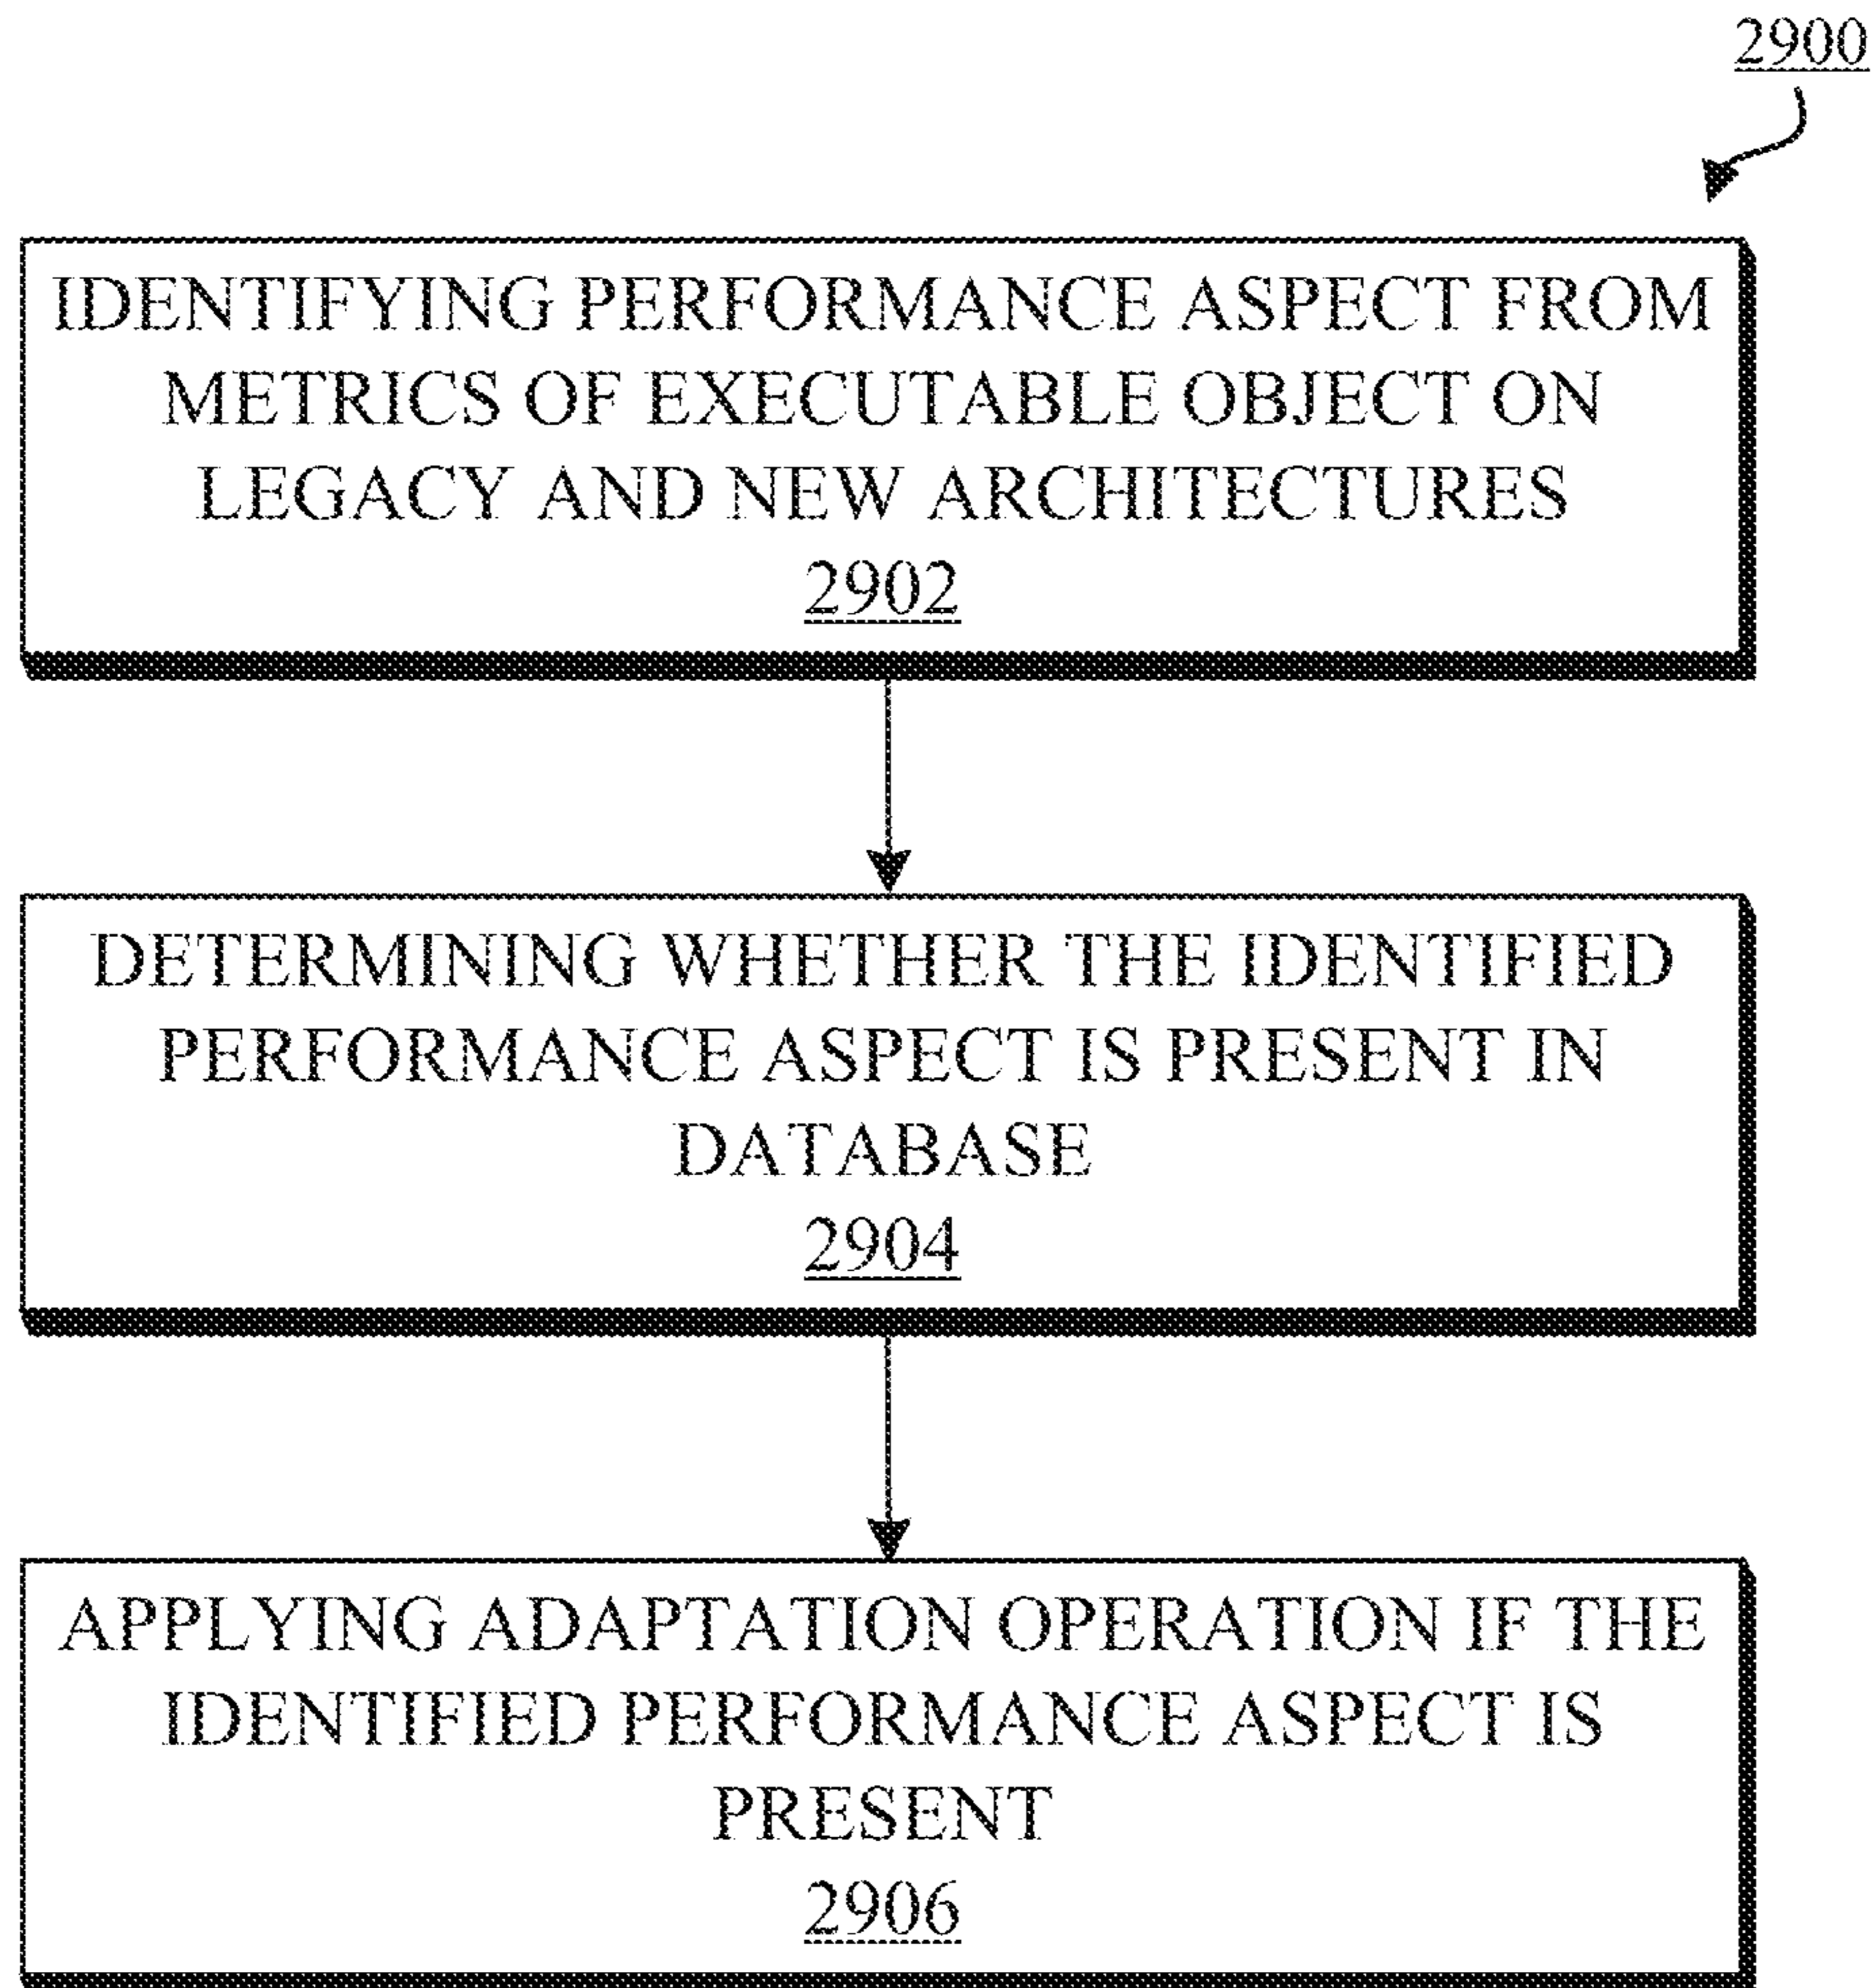 2900
IDENTIFYING PERFORMANCE ASPECT FROM
METRICS OF EXECUTABLE OBJECT ON
LEGACY AND NEW ARCHITECTURES
2902
DETERMINING WHETHER THE IDENTIFIED
PERFORMANCE ASPECT IS PRESENT IN
DATABASE
2904
APPLYING ADAPTATION OPERATION IF THE
IDENTIFIED PERFORMANCE ASPECT IS
PRESENT
2906